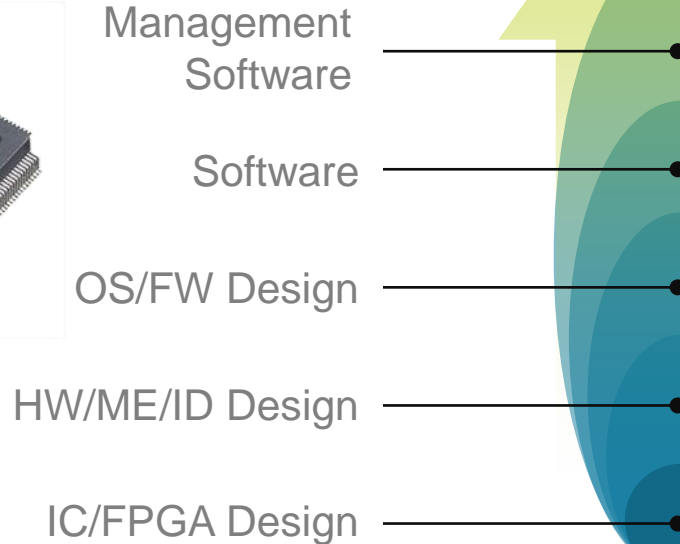 Management
Software
Software
OS/FW Design
HW/ME/ID Design
IC/FPGA Design